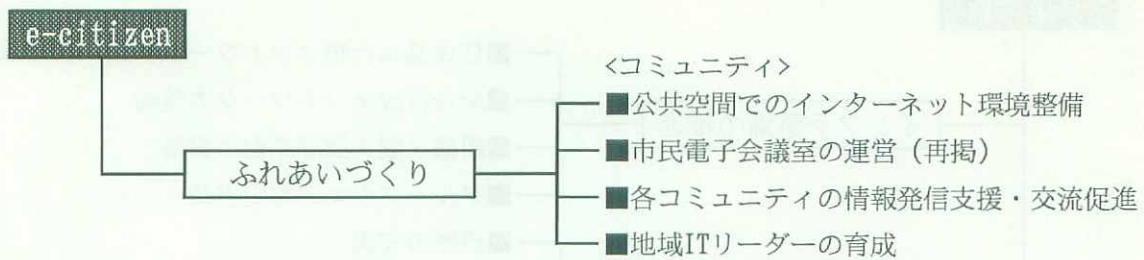 e-citizen
ふれあいづくり
<コミュニティ>
■公共空間でのインターネット環境整備
■市民電子会議室の運営（再掲）
■各コミュニティの情報発信支援・交流促進
■地域ITリーダーの育成